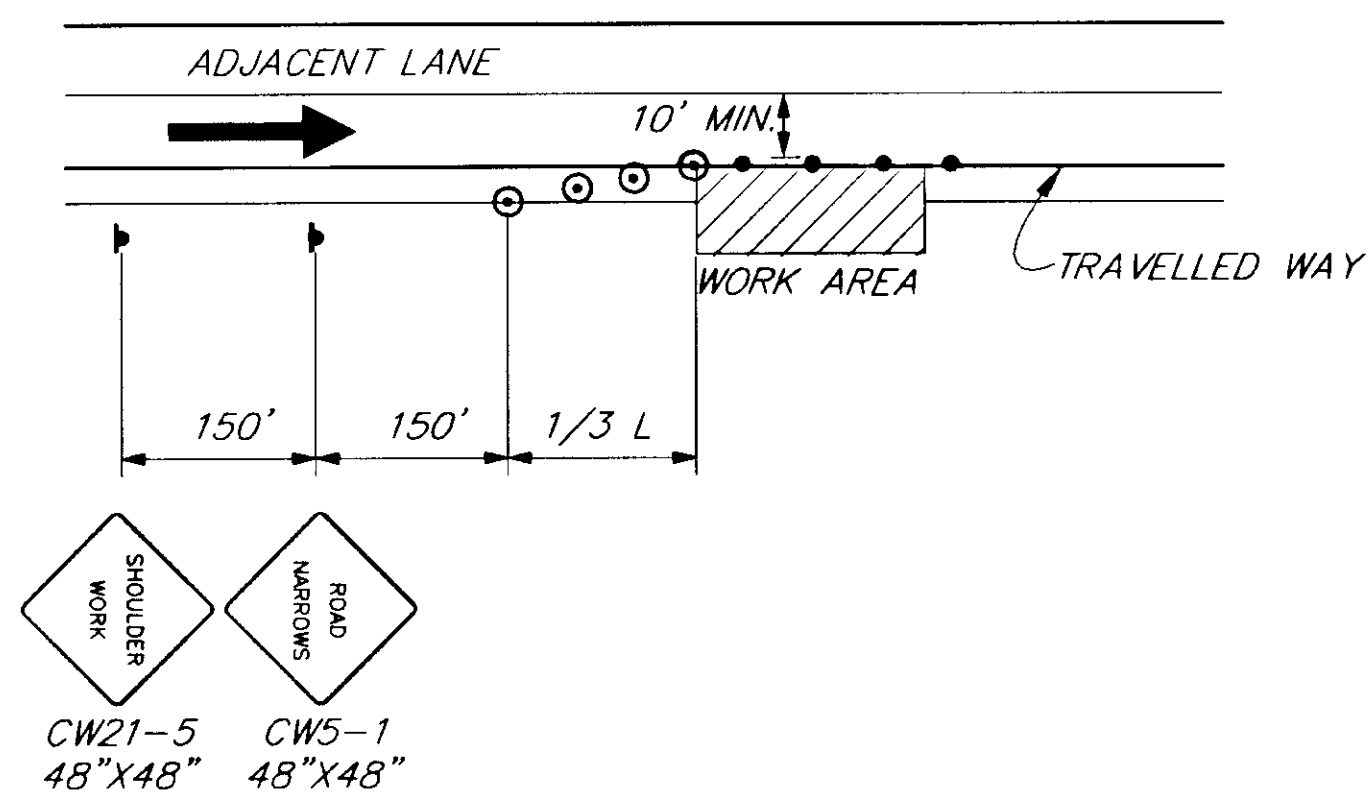 ADJACENT LANE
10' MIN.
TRAVELLED WAY
WORK AREA
150'
150'
1/3 L
SHOULDER
WORK
ROAD
NARROWS
CW21-5
48"X48"
CW5-1
48"X48"